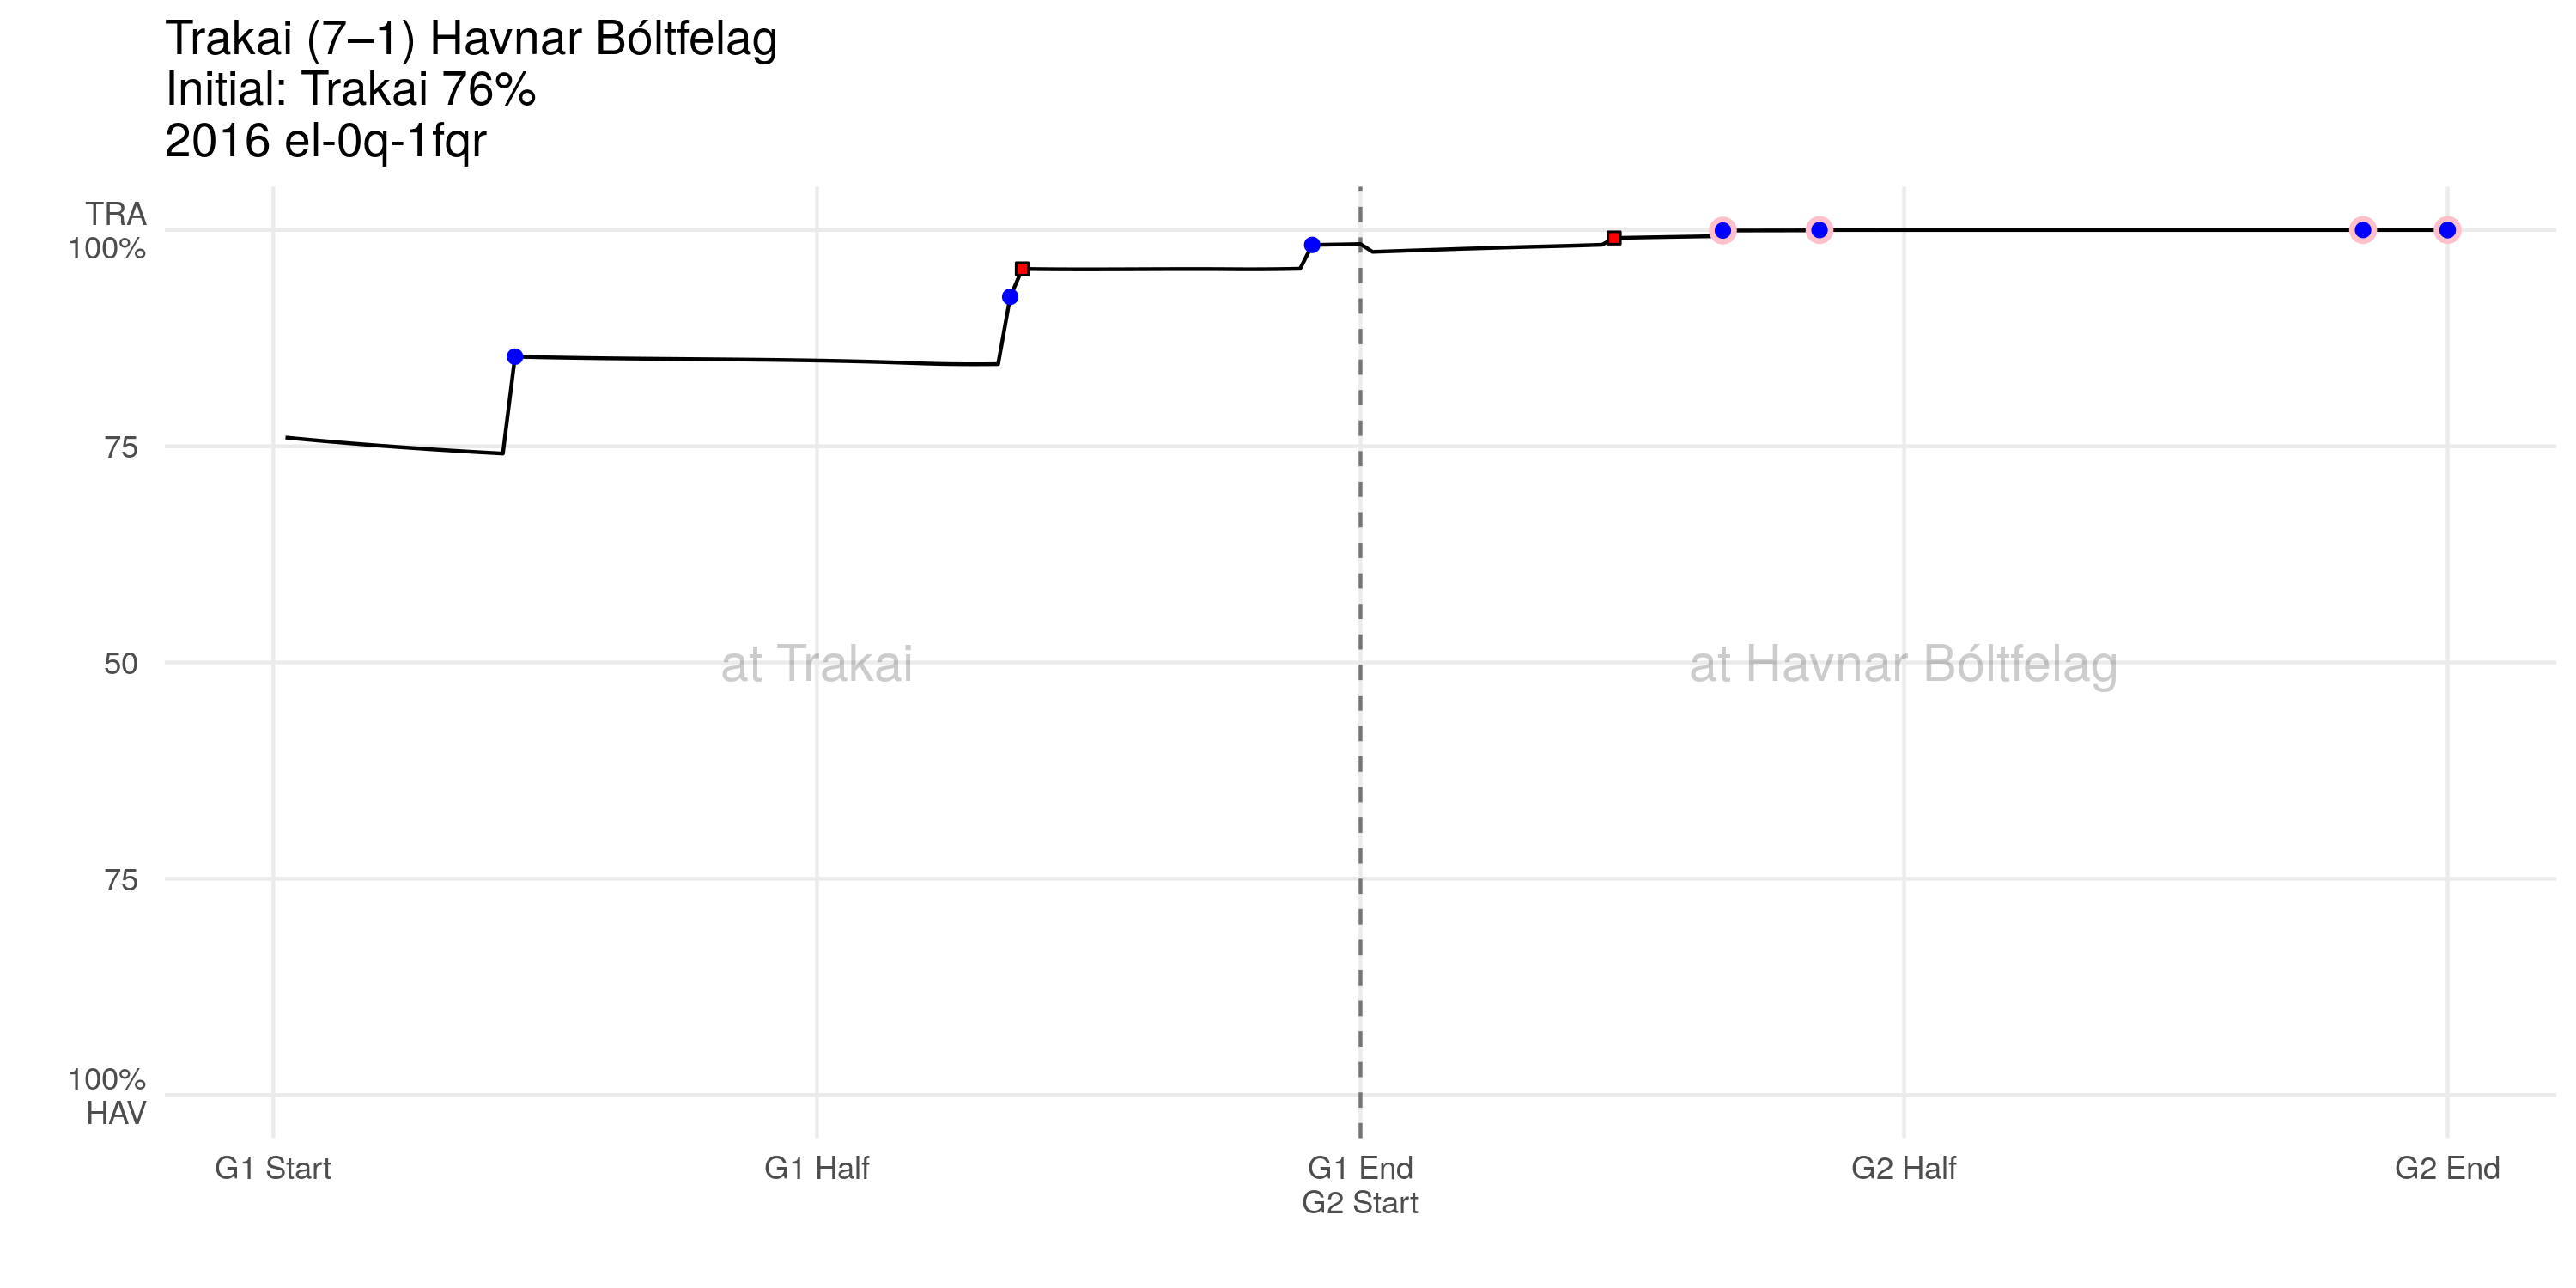 Trakai (7–1) Havnar Bóltfelag
Initial: Trakai 76%
2016 el-0q-1fqr
TRA
100%
75
50
75
100%
HAV
at Trakai
at Havnar Bóltfelag
G1 Start
G1 Half
G1 End
G2 Start
G2 Half
G2 End